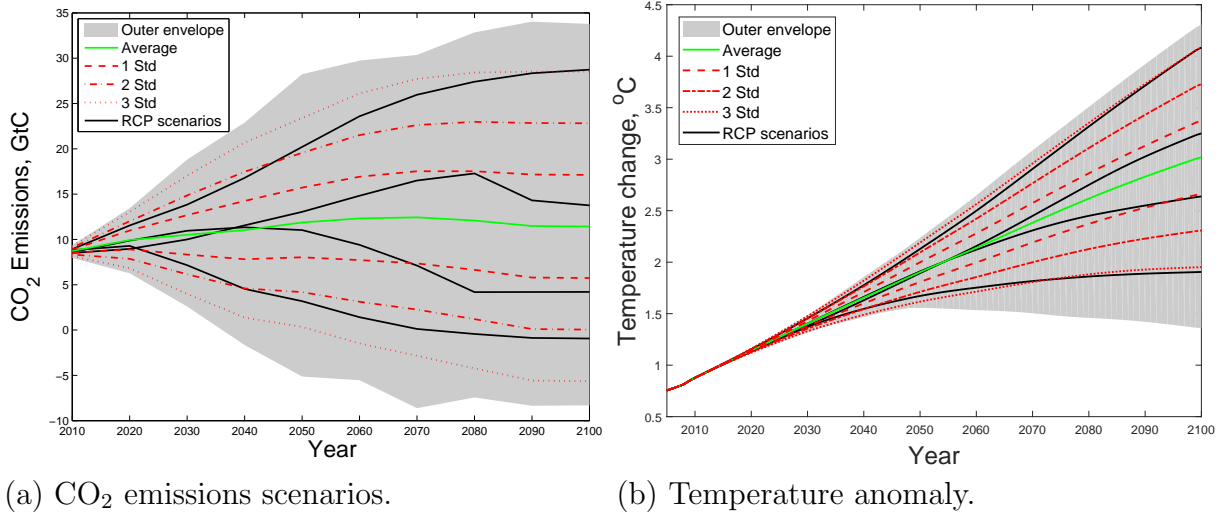 CO2 Emissions, GtC
35
30
25
20
15
10
5
0
−5
−10
Outer envelope
Average
1 Std
2 Std
3 Std
RCP scenarios
2010 2020 2030 2040 2050 2060 2070 2080 2090 2100
Year
(a) CO2 emissions scenarios.
Temperature change, °C
4.5
4
3.5
3
2.5
2
1.5
1
0.5
Outer envelope
Average
1 Std
2 Std
3 Std
RCP scenarios
2010 2020 2030 2040 2050 2060 2070 2080 2090 2100
Year
(b) Temperature anomaly.